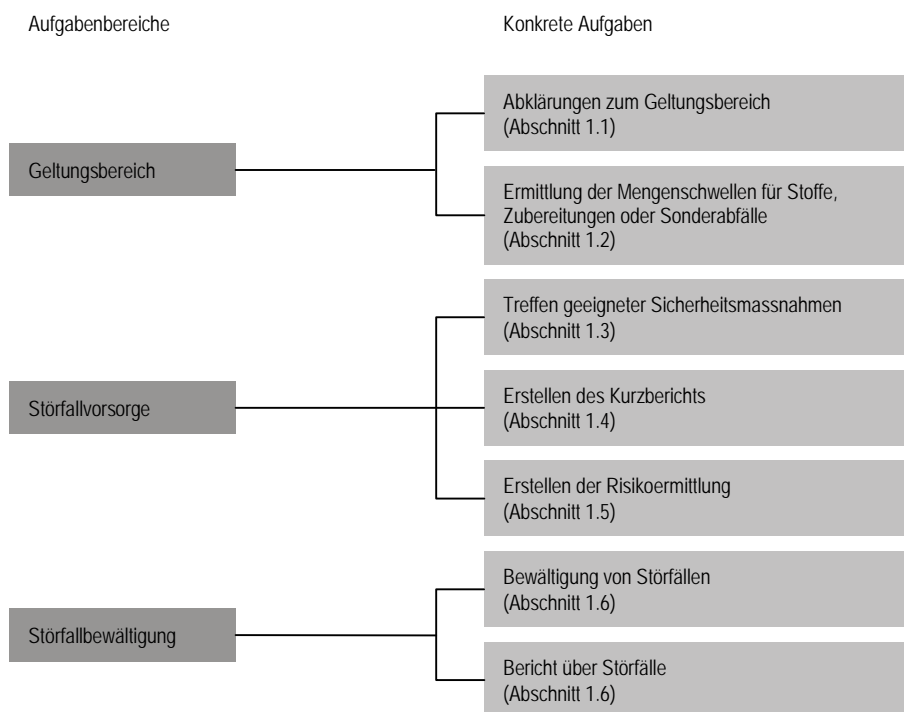 Aufgabenbereiche
Konkrete Aufgaben
Geltungsbereich
Abklärungen zum Geltungsbereich
(Abschnitt 1.1)
Ermittlung der Mengenschwellen für Stoffe,
Zubereitungen oder Sonderabfälle
(Abschnitt 1.2)
Störfallvorsorge
Treffen geeigneter Sicherheitsmassnahmen
(Abschnitt 1.3)
Erstellen des Kurzberichts
(Abschnitt 1.4)
Erstellen der Risikoermittlung
(Abschnitt 1.5)
Störfallbewältigung
Bewältigung von Störfällen
(Abschnitt 1.6)
Bericht über Störfälle
(Abschnitt 1.6)